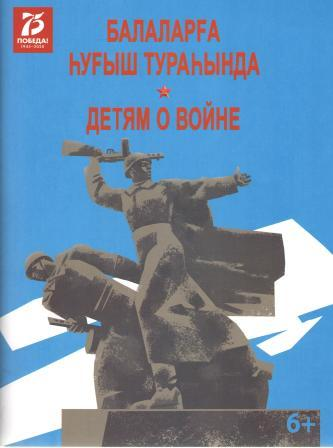 75
ПОБЕДА!
1945–2020
БАЛАЛАРҒА
ҺУҒЫШ ТУРАҺЫНДА
ДЕТЯМ О ВОЙНЕ
6+